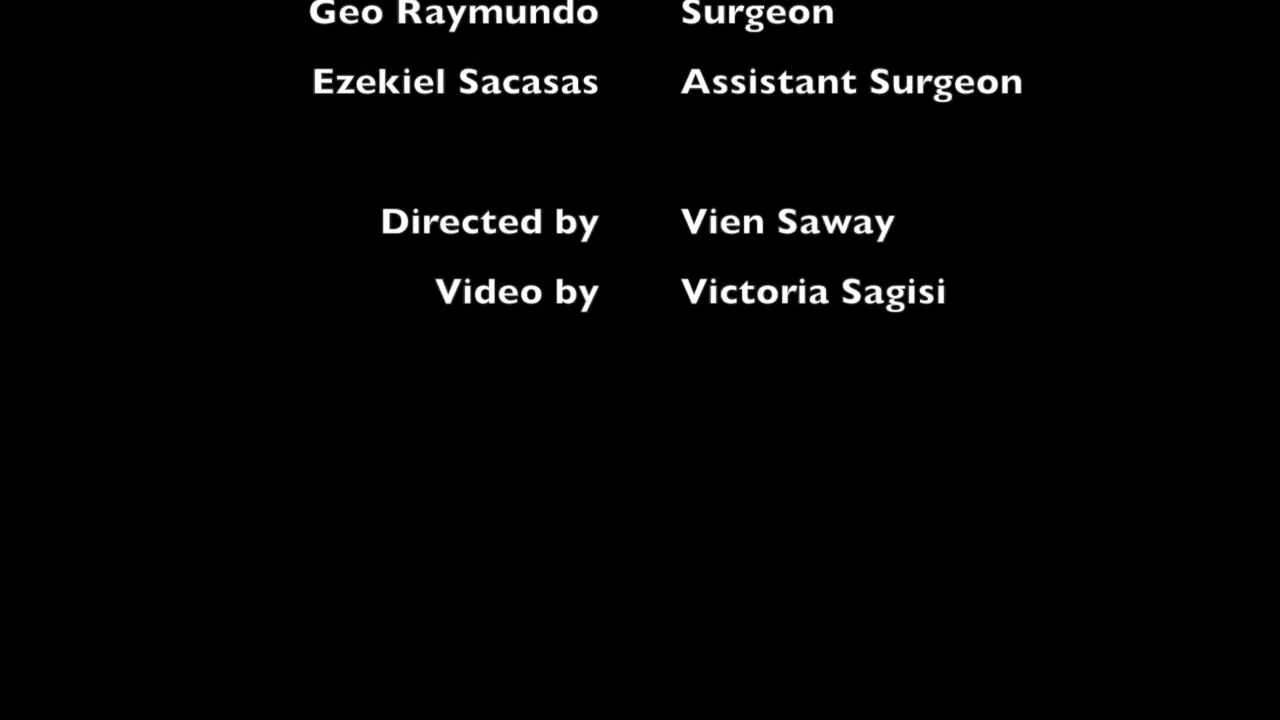 Geo Raymundo Surgeon
Ezekiel Sacasas Assistant Surgeon
Directed by Vien Saway
Video by Victoria Sagisi